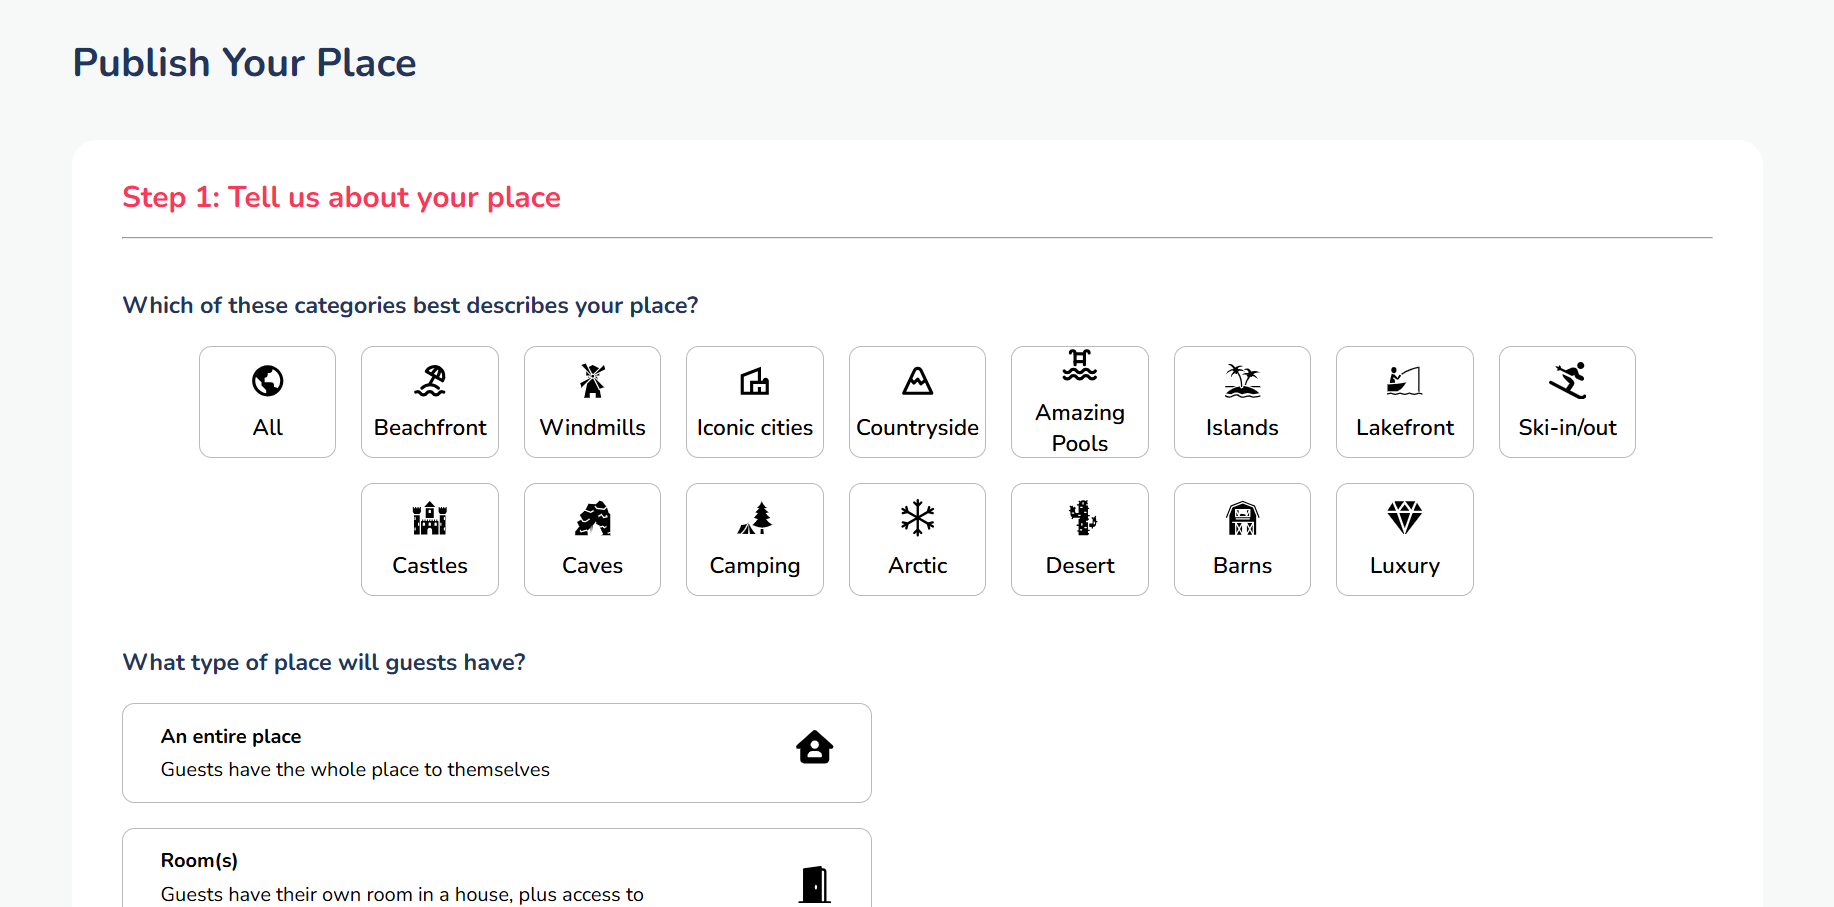 Publish Your Place
Step 1: Tell us about your place
Which of these categories best describes your place?
All
Beachfront
Windmills
Iconic cities
Countryside
Amazing
Pools
Islands
Lakefront
Ski-in/out
Castles
Caves
Camping
Arctic
Desert
Barns
Luxury
What type of place will guests have?
An entire place
Guests have the whole place to themselves
Room(s)
Guests have their own room in a house, plus access to